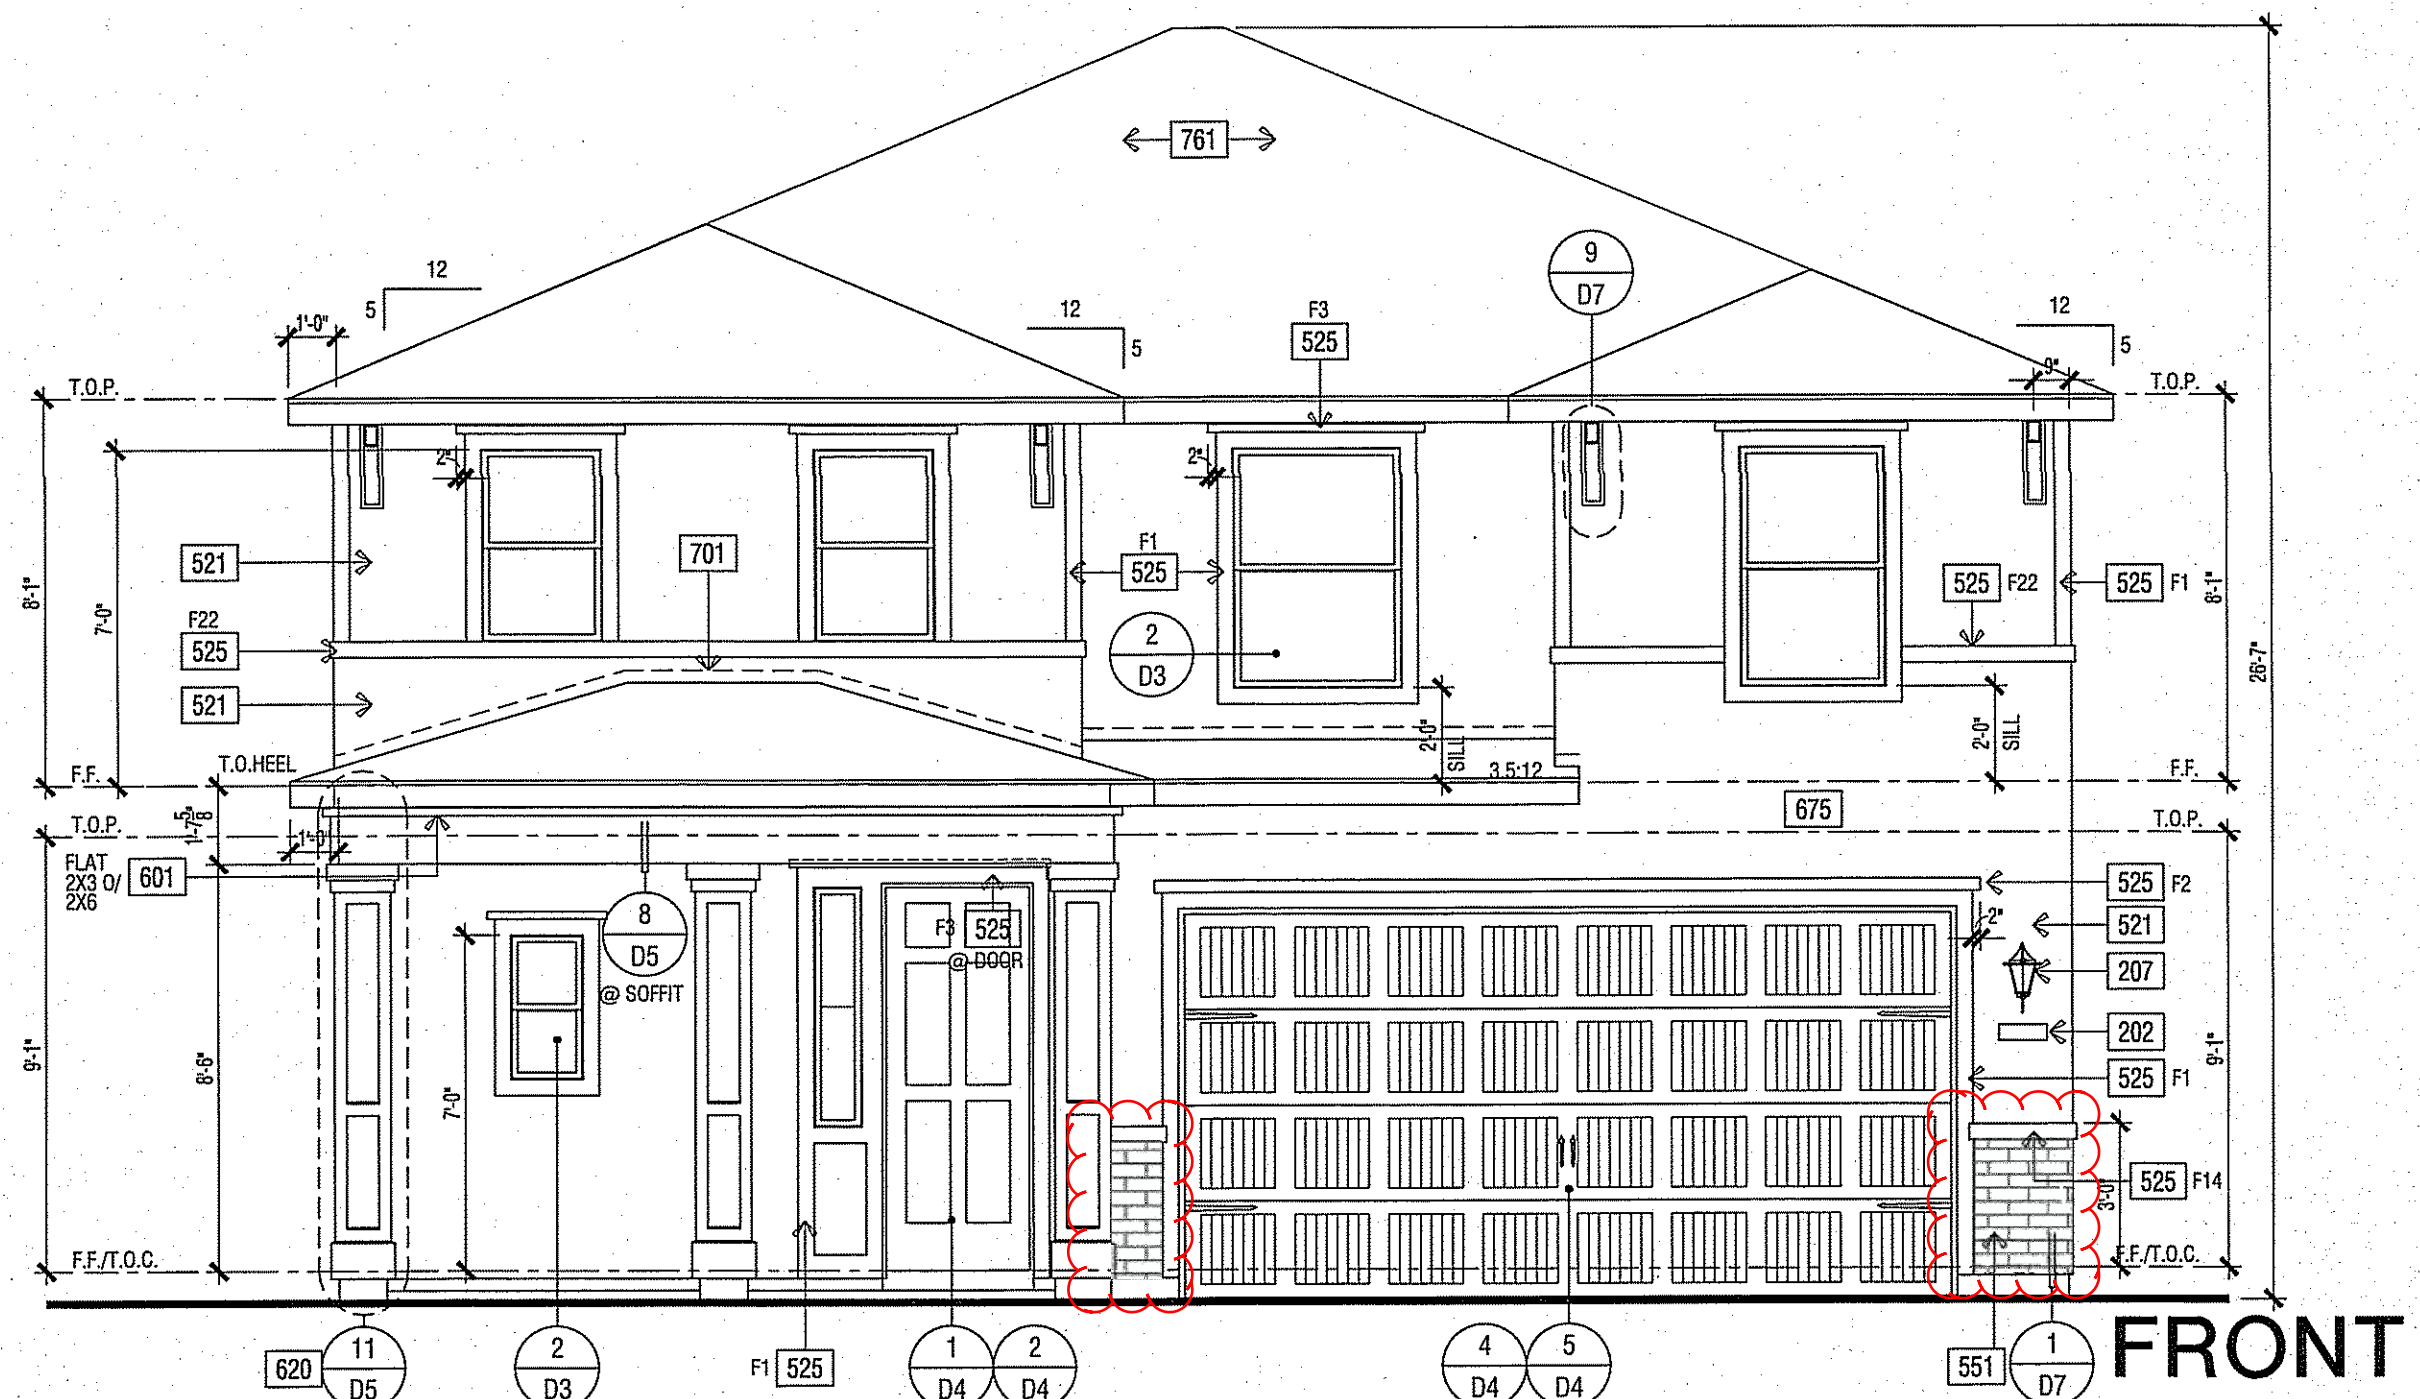 761
9
D7
12
5
12
5
F3
525
12
5
1'-0"
9"
T.O.P.
T.O.P.
2"
2"
521
701
F1
525
525 F22
525 F1
8'-1"
7'-0"
8'-1"
26'-7"
F22
525
2
D3
521
2'-0"
SILL
2'-0"
SILL
T.O.HEEL
F.F.
3.5:12
F.F.
675
1'-7 5/8"
T.O.P.
1'-0"
T.O.P.
FLAT
2X3 O/
2X6
601
525 F2
8
D5
@ SOFFIT
F3 525
@ DOOR
2"
521
207
202
9'-1"
8'-6"
7'-0"
9'-1"
525 F1
525 F14
3'-0"
F.F./T.O.C.
F.F./T.O.C.
620
11
D5
2
D3
F1 525
1
D4
2
D4
4
D4
5
D4
551
1
D7
FRONT